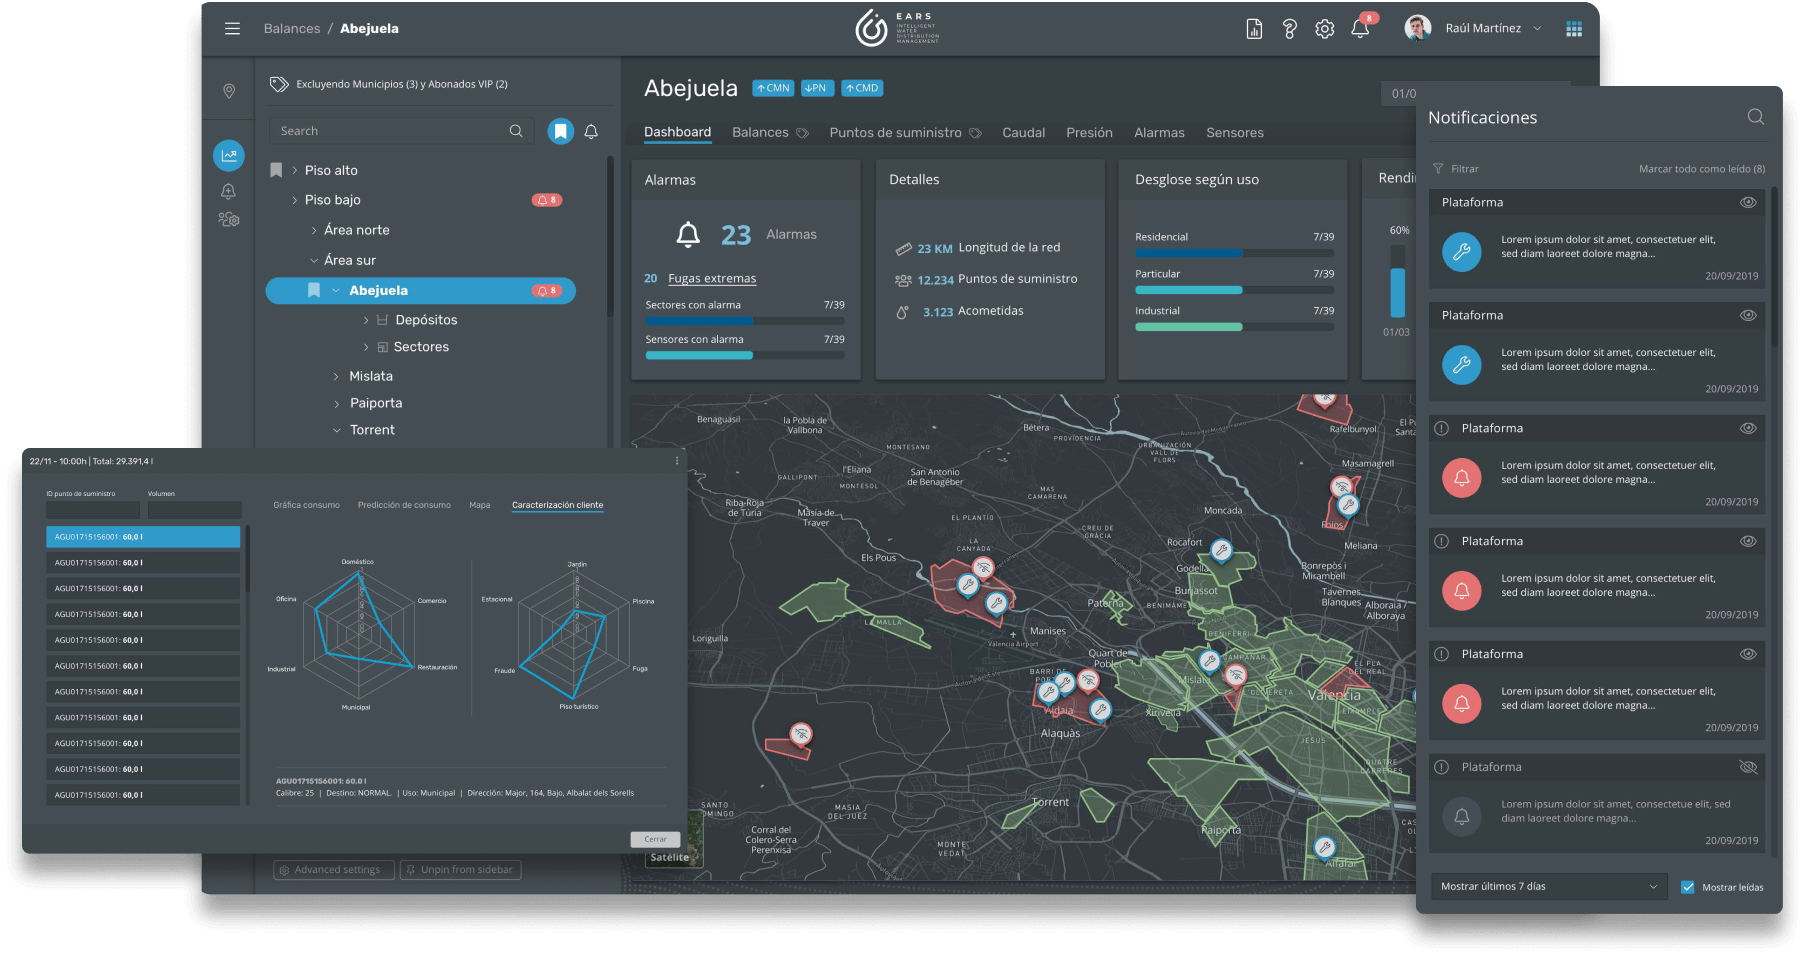 Balances / Abejuela
EARS
INTELLIGENT
WATER
DISTRIBUTION
MANAGEMENT
8
Raúl Martínez
Excluyendo Municipios (3) y Abonados VIP (2)
Search
Piso alto
Piso bajo
8
Área norte
Área sur
Abejuela
8
Depósitos
Sectores
Mislata
Paiporta
Torrent
Advanced settings
Unpin from sidebar
Abejuela
↑CMN
↓PN
↑CMD
01/0
Dashboard
Balances
Puntos de suministro
Caudal
Presión
Alarmas
Sensores
Alarmas
23 Alarmas
20 Fugas extremas
Sectores con alarma 7/39
Sensores con alarma 7/39
Detalles
23 KM Longitud de la red
12.234 Puntos de suministro
3.123 Acometidas
Desglose según uso
Residencial 7/39
Particular 7/39
Industrial 7/39
Rendi
60%
01/03
Benaguasil
la Pobla de
Vallbona
Bétera
PROVIDENCIA
Rafelbunyol
MONTESANO
URBANIZACIÓN
VALL DE
FLORS
Masamagrell
GALLIPONT
l'Eliana
MONTESOL
San Antonio
de Benagéber
MAS
CAMARENA
Riba-Roja
de Túria
Masía de
Traver
EL PLANTÍO
Moncada
CREU DE
GRÀCIA
Foios
LA
CANYADA
Rocafort
Meliana
Els Pous
Godella
Bonrepòs i
Mirambell
Burjassot
Tavernes
Blanques
Alboraia /
Alboraya
Paterna
BENIMÀMET
LA MALLA
Loriguilla
Manises
Valencia Airport
BENIFERRI
Quart de
Poblet
CAMPANAR
EL PLA
DEL REAL
Mislata
Valencia
Aldaia
Xirivella
EIXAMPLE
Alaquàs
JESÚS
QUATRE
CARRERES
Torrent
MASIA
DEL JUEZ
Corral del
Colero-Serra
Perenxisa
Paiporta
MONTE
VEDAT
Alfafar
SANTO
DOMINGO
Satélite
22/11 - 10:00h | Total: 29.391,4 l
ID punto de suministro
Volumen
AGU01715156001: 60,0 l
AGU01715156001: 60,0 l
AGU01715156001: 60,0 l
AGU01715156001: 60,0 l
AGU01715156001: 60,0 l
AGU01715156001: 60,0 l
AGU01715156001: 60,0 l
AGU01715156001: 60,0 l
AGU01715156001: 60,0 l
AGU01715156001: 60,0 l
AGU01715156001: 60,0 l
Gráfica consumo
Predicción de consumo
Mapa
Caracterización cliente
Doméstico
Comercio
Restauración
Municipal
Industrial
Oficina
Jardín
Piscina
Fuga
Piso turístico
Fraude
Estacional
AGU01715156001: 60,0 l
Calibre: 25 | Destino: NORMAL. | Uso: Municipal | Dirección: Major, 164, Bajo, Albalat dels Sorells
Cerrar
Notificaciones
Filtrar
Marcar todo como leído (8)
Plataforma
Lorem ipsum dolor sit amet, consectetuer elit,
sed diam laoreet dolore magna...
20/09/2019
Plataforma
Lorem ipsum dolor sit amet, consectetuer elit,
sed diam laoreet dolore magna...
20/09/2019
Plataforma
Lorem ipsum dolor sit amet, consectetuer elit,
sed diam laoreet dolore magna...
20/09/2019
Plataforma
Lorem ipsum dolor sit amet, consectetuer elit,
sed diam laoreet dolore magna...
20/09/2019
Plataforma
Lorem ipsum dolor sit amet, consectetuer elit,
sed diam laoreet dolore magna...
20/09/2019
Plataforma
Lorem ipsum dolor sit amet, consectetue elit, sed
diam laoreet dolore magna...
20/09/2019
Mostrar últimos 7 días
Mostrar leídas